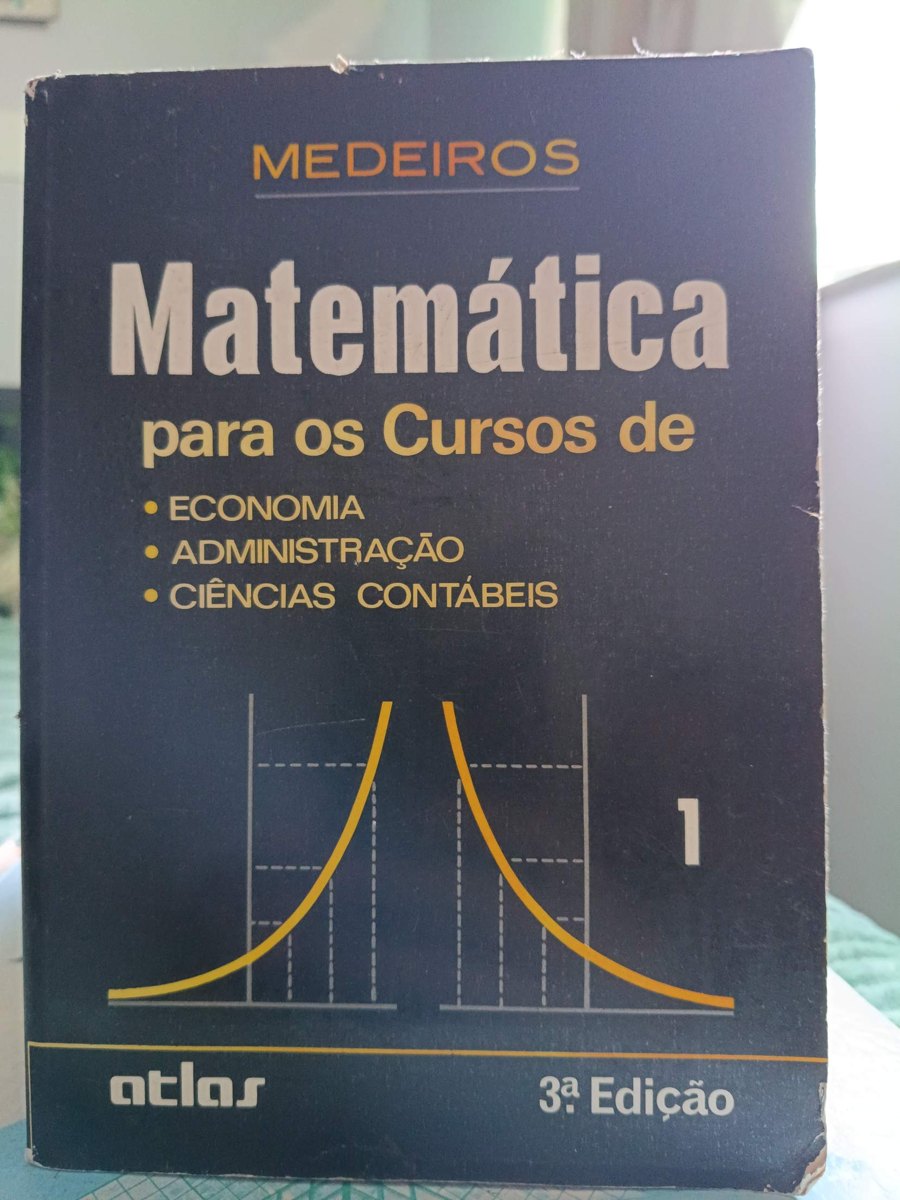 MEDEIROS
Matemática
para os Cursos de
• ECONOMIA
• ADMINISTRAÇÃO
• CIÊNCIAS CONTÁBEIS
1
atlas
3ª Edição